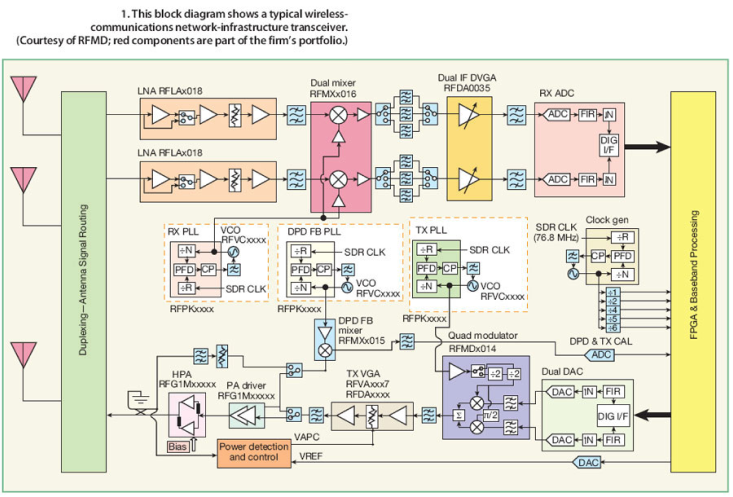 1. This block diagram shows a typical wireless-
communications network-infrastructure transceiver.
(Courtesy of RFMD; red components are part of the firm's portfolio.)
Duplexing—Antenna Signal Routing
LNA RFLAx018
Dual mixer
RFMXx016
Dual IF DVGA
RFDA0035
RX ADC
ADC
FIR
IN
DIG
I/F
LNA RFLAx018
ADC
FIR
IN
FPGA & Baseband Processing
RX PLL
VCO
RFVCxxxx
÷N
PFD
CP
÷R
SDR CLK
RFPKxxxx
DPD FB PLL
÷R
SDR CLK
PFD
CP
÷N
VCO
RFVCxxxx
RFPKxxxx
TX PLL
÷R
SDR CLK
PFD
CP
÷N
VCO
RFVCxxxx
RFPKxxxx
Clock gen
SDR CLK
(76.8 MHz)
÷R
CP
PFD
÷N
÷1
÷2
÷4
÷5
÷6
DPD FB
mixer
RFMXx015
DPD & TX CAL
ADC
Quad modulator
RFMDx014
÷2
÷2
Σ
π/2
Dual DAC
DAC
IN
FIR
DIG I/F
DAC
IN
FIR
HPA
RFG1Mxxxxx
PA driver
RFG1Mxxxxx
TX VGA
RFVAxxx7
RFDAxxxx
Bias
Power detection
and control
VAPC
VREF
DAC